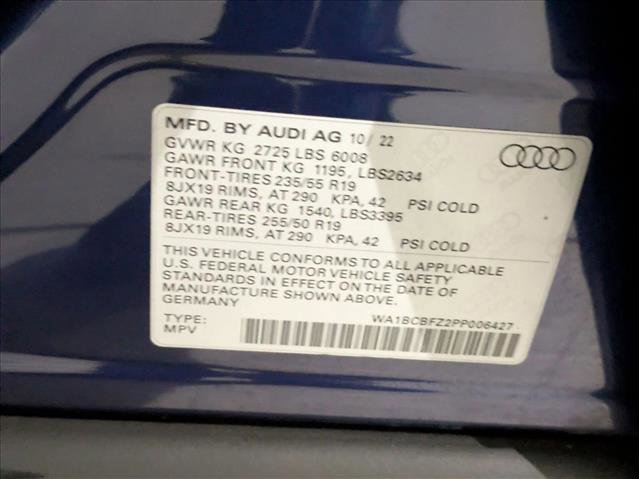 MFD. BY AUDI AG 10/22
GVWR KG 2725 LBS 6008
GAWR FRONT KG 1195, LBS2634
FRONT-TIRES 235/55 R19
8JX19 RIMS, AT 290 KPA, 42 PSI COLD
GAWR REAR KG 1540, LBS3395
REAR-TIRES 255/50 R19
8JX19 RIMS, AT 290 KPA, 42 PSI COLD
THIS VEHICLE CONFORMS TO ALL APPLICABLE
U.S. FEDERAL MOTOR VEHICLE SAFETY
STANDARDS IN EFFECT ON THE DATE OF
MANUFACTURE SHOWN ABOVE.
GERMANY
WA1BCBFZ2PP006427
TYPE:
MPV